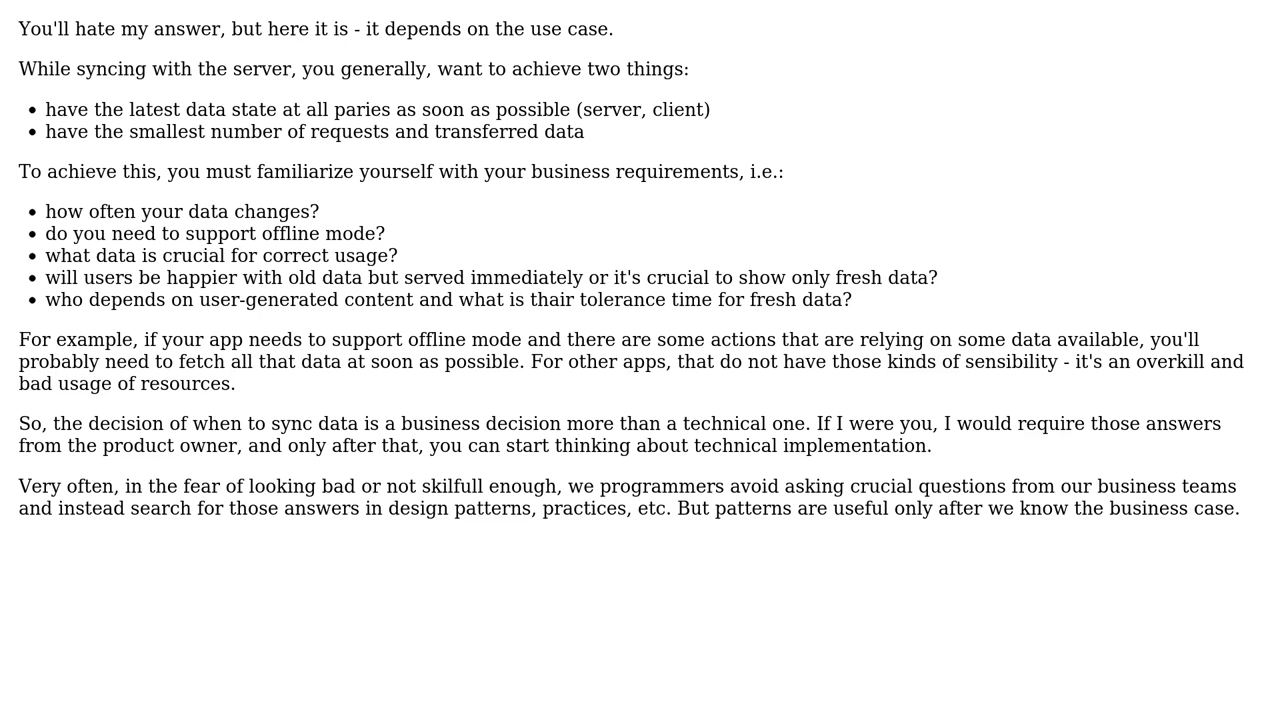 You'll hate my answer, but here it is - it depends on the use case.
While syncing with the server, you generally, want to achieve two things:
• have the latest data state at all paries as soon as possible (server, client)
• have the smallest number of requests and transferred data
To achieve this, you must familiarize yourself with your business requirements, i.e.:
• how often your data changes?
• do you need to support offline mode?
• what data is crucial for correct usage?
• will users be happier with old data but served immediately or it's crucial to show only fresh data?
• who depends on user-generated content and what is thair tolerance time for fresh data?
For example, if your app needs to support offline mode and there are some actions that are relying on some data available, you'll
probably need to fetch all that data at soon as possible. For other apps, that do not have those kinds of sensibility - it's an overkill and
bad usage of resources.
So, the decision of when to sync data is a business decision more than a technical one. If I were you, I would require those answers
from the product owner, and only after that, you can start thinking about technical implementation.
Very often, in the fear of looking bad or not skilfull enough, we programmers avoid asking crucial questions from our business teams
and instead search for those answers in design patterns, practices, etc. But patterns are useful only after we know the business case.